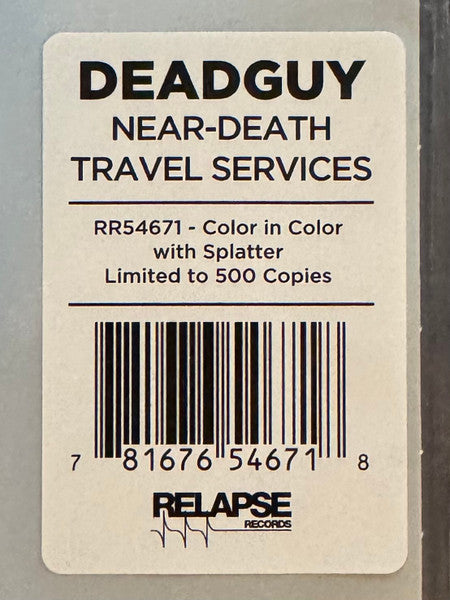 DEADGUY
NEAR-DEATH
TRAVEL SERVICES
RR54671 - Color in Color
with Splatter
Limited to 500 Copies
7 81676 54671 8
RELAPSE
RECORDS